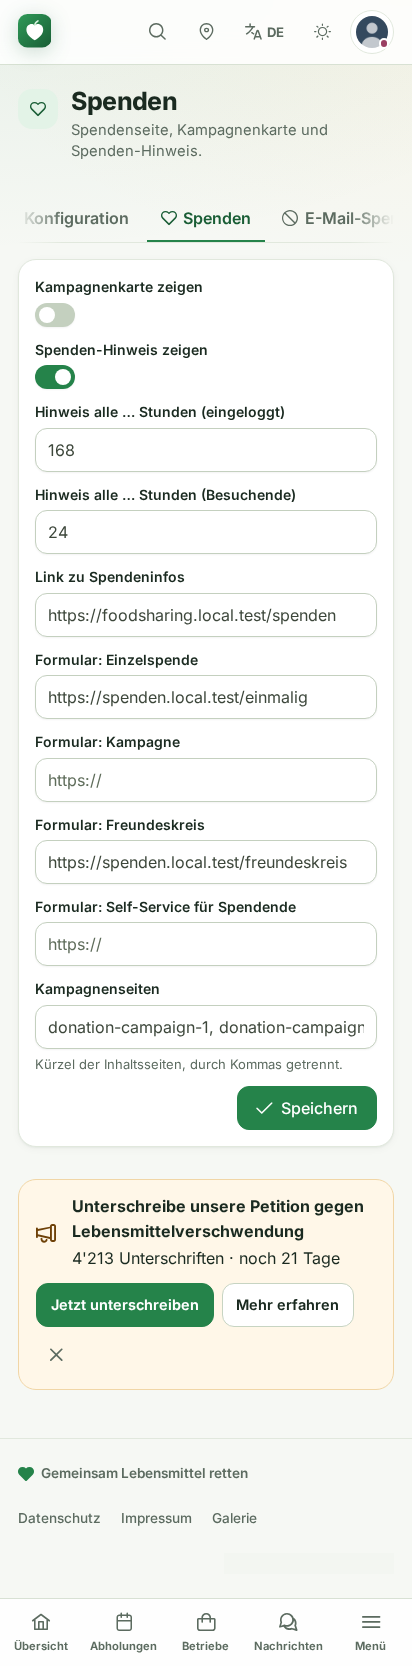 DE
Spenden
Spendenseite, Kampagnenkarte und
Spenden-Hinweis.
Konfiguration
Spenden
E-Mail-Spe
Kampagnenkarte zeigen
Spenden-Hinweis zeigen
Hinweis alle ... Stunden (eingeloggt)
168
Hinweis alle ... Stunden (Besuchende)
24
Link zu Spendeninfos
https://foodsharing.local.test/spenden
Formular: Einzelspende
https://spenden.local.test/einmalig
Formular: Kampagne
https://
Formular: Freundeskreis
https://spenden.local.test/freundeskreis
Formular: Self-Service für Spendende
https://
Kampagnenseiten
donation-campaign-1, donation-campaign
Kürzel der Inhaltsseiten, durch Kommas getrennt.
Speichern
Unterschreibe unsere Petition gegen
Lebensmittelverschwendung
4'213 Unterschriften · noch 21 Tage
Jetzt unterschreiben
Mehr erfahren
Gemeinsam Lebensmittel retten
Datenschutz
Impressum
Galerie
Übersicht
Abholungen
Betriebe
Nachrichten
Menü